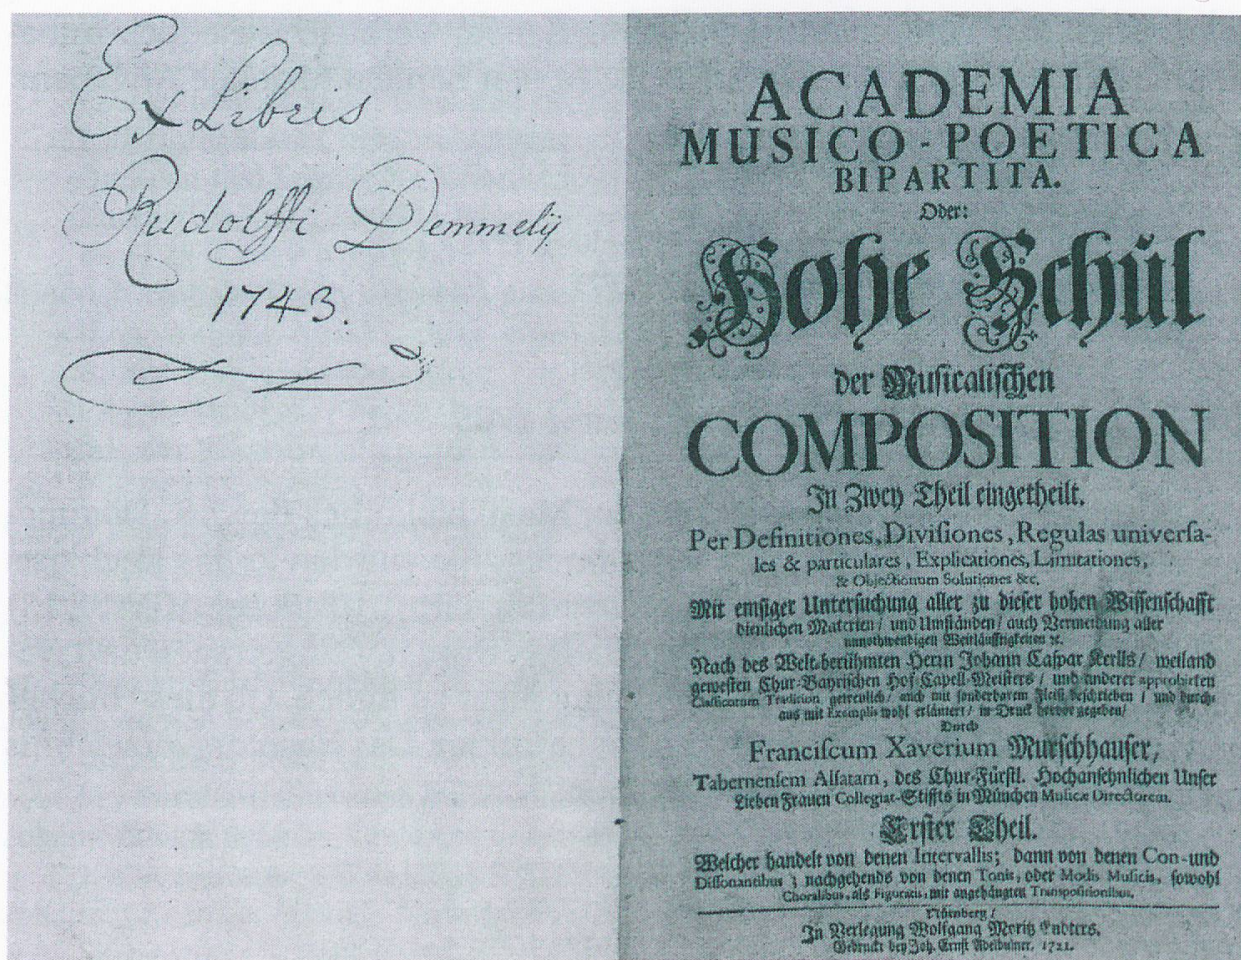 Ex Libris
Rudolffi Demmelij
1743.
ACADEMIA
MUSICO-POETICA
BIPARTITA.
Oder:
Hohe Schul
der Musicalischen
COMPOSITION
In Zwey Theil eingetheilt.
Per Definitiones, Divisiones, Regulas universa-
les & particulares, Explicationes, Limitationes,
& Objectionum Solutiones &c.
Mit emsiger Untersuchung aller zu dieser hohen Wissenschafft
dienlichen Materien / und Umständen / auch Vermeidung aller
unnothwendigen Weitläuffigkeiten ꝛc.
Nach des Welt-berühmten Herrn Johann Caspar Kerlls / weiland
gewesten Chur-Bayrischen Hof-Capell-Meisters / und anderer approbirten
Classicorum Tradition getreulich / auch mit sonderbarem Fleiß beschrieben / und durch-
aus mit Exemplis wohl erläutert / in Druck hervor gegeben /
Durch
Franciscum Xaverium Murschhauser,
Tabernensem Alsatam, des Chur-Fürstl. Hochansehnlichen Unser
Lieben Frauen Collegiat-Stiffts in München Musicæ Directorem.
Erster Theil.
Welcher handelt von denen Intervallis; dann von denen Con- und
Dissonantibus; nachgehends von denen Tonis, oder Modis Musicis, sowohl
Choralibus, als Figuratis, mit angehängten Transpositionibus.
Nürnberg /
In Verlegung Wolfgang Moritz Endters.
Gedruckt bey Joh. Ernst Adelbulner. 1721.